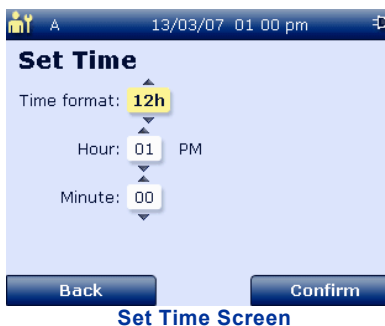 A 13/03/07 01 00 pm
Set Time
Time format: 12h
Hour: 01 PM
Minute: 00
Back Confirm
Set Time Screen